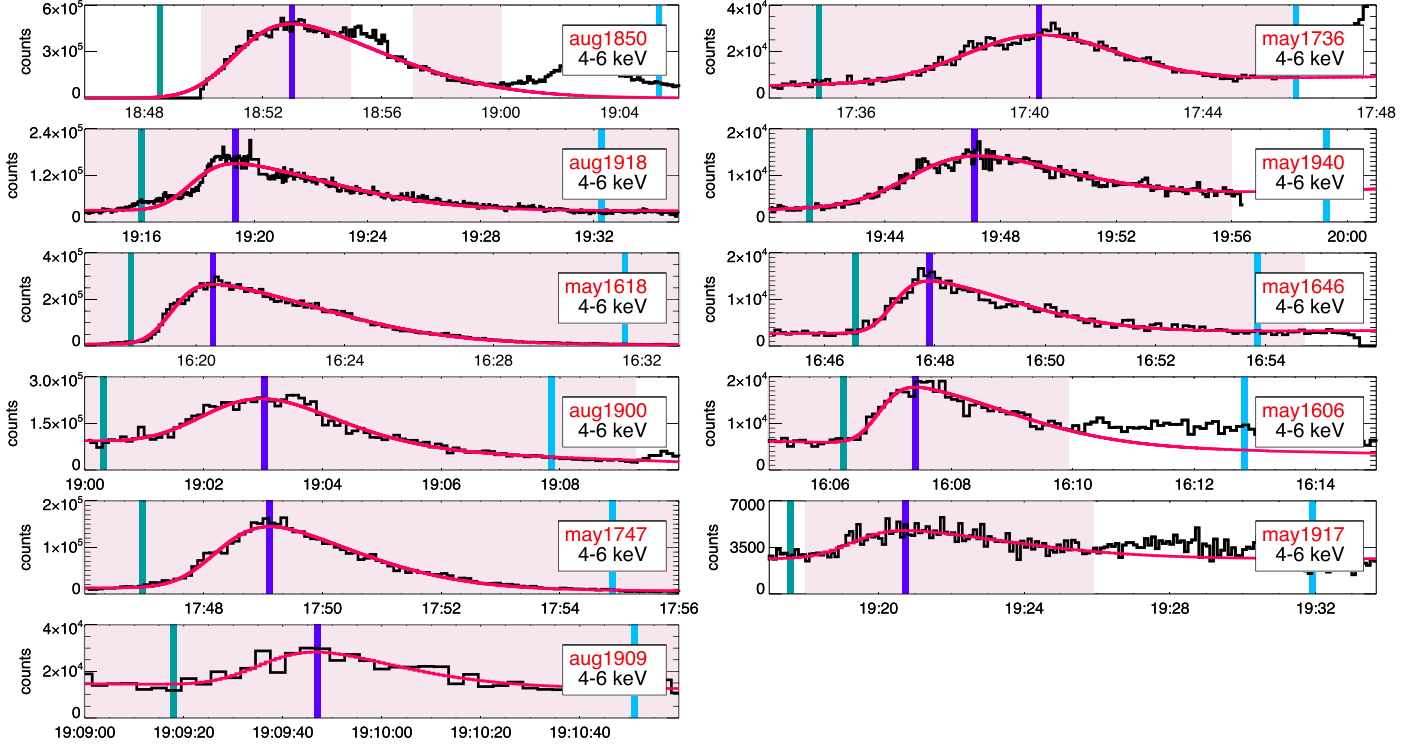 6×10⁵
3×10⁵
0
counts
aug1850
4-6 keV
18:48 18:52 18:56 19:00 19:04
4×10⁴
2×10⁴
0
counts
may1736
4-6 keV
17:36 17:40 17:44 17:48
2.4×10⁵
1.2×10⁵
0
counts
aug1918
4-6 keV
19:16 19:20 19:24 19:28 19:32
2×10⁴
1×10⁴
0
counts
may1940
4-6 keV
19:44 19:48 19:52 19:56 20:00
4×10⁵
2×10⁵
0
counts
may1618
4-6 keV
16:20 16:24 16:28 16:32
2×10⁴
1×10⁴
0
counts
may1646
4-6 keV
16:46 16:48 16:50 16:52 16:54
3.0×10⁵
1.5×10⁵
0
counts
aug1900
4-6 keV
19:00 19:02 19:04 19:06 19:08
2×10⁴
1×10⁴
0
counts
may1606
4-6 keV
16:06 16:08 16:10 16:12 16:14
2×10⁵
1×10⁵
0
counts
may1747
4-6 keV
17:48 17:50 17:52 17:54 17:56
7000
3500
0
counts
may1917
4-6 keV
19:20 19:24 19:28 19:32
4×10⁴
2×10⁴
0
counts
aug1909
4-6 keV
19:09:00 19:09:20 19:09:40 19:10:00 19:10:20 19:10:40